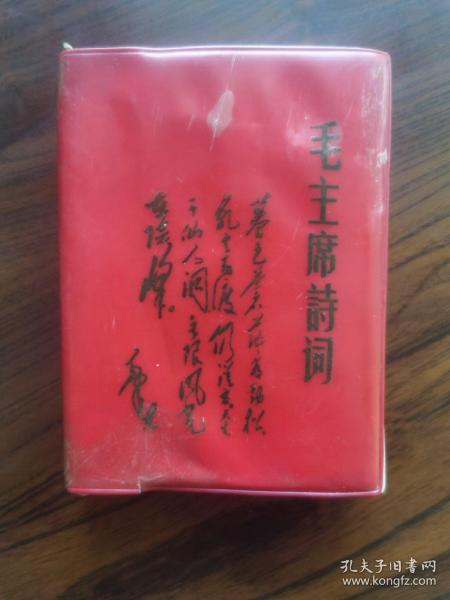 毛主席詩词
暮色苍茫看劲松
乱云飞渡仍从容天生
一个仙人洞无限风光
在险峰
孔夫子旧书网
www.kongfz.com